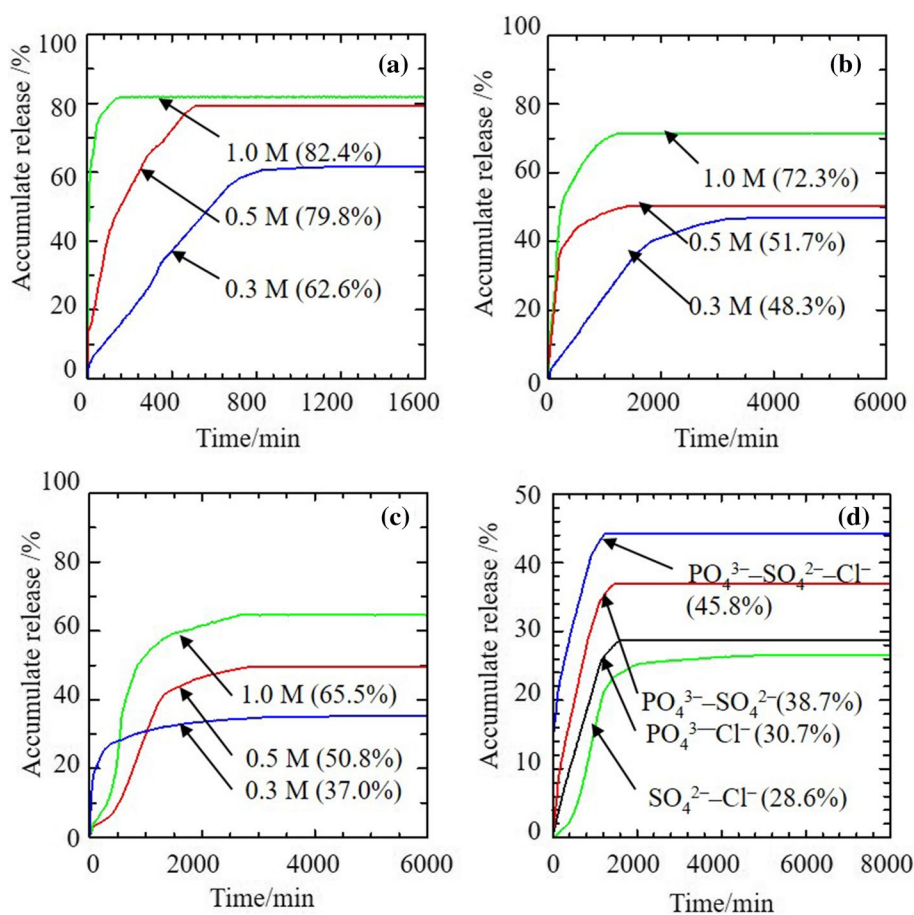 Accumulate release /%
100
80
60
40
20
0
(a)
1.0 M (82.4%)
0.5 M (79.8%)
0.3 M (62.6%)
0 400 800 1200 1600
Time/min
Accumulate release /%
100
80
60
40
20
0
(b)
1.0 M (72.3%)
0.5 M (51.7%)
0.3 M (48.3%)
0 2000 4000 6000
Time/min
Accumulate release /%
100
80
60
40
20
0
(c)
1.0 M (65.5%)
0.5 M (50.8%)
0.3 M (37.0%)
0 2000 4000 6000
Time/min
Accumulate release /%
50
40
30
20
10
0
(d)
PO₄³⁻–SO₄²⁻–Cl⁻
(45.8%)
PO₄³⁻–SO₄²⁻(38.7%)
PO₄³⁻–Cl⁻(30.7%)
SO₄²⁻–Cl⁻(28.6%)
0 2000 4000 6000 8000
Time/min